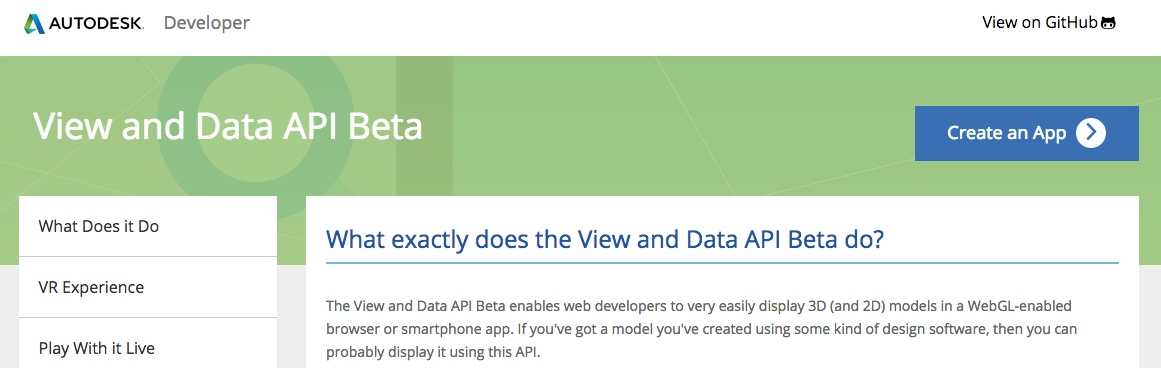 AUTODESK. Developer
View on GitHub
View and Data API Beta
Create an App
What Does it Do
VR Experience
Play With it Live
What exactly does the View and Data API Beta do?
The View and Data API Beta enables web developers to very easily display 3D (and 2D) models in a WebGL-enabled
browser or smartphone app. If you've got a model you've created using some kind of design software, then you can
probably display it using this API.